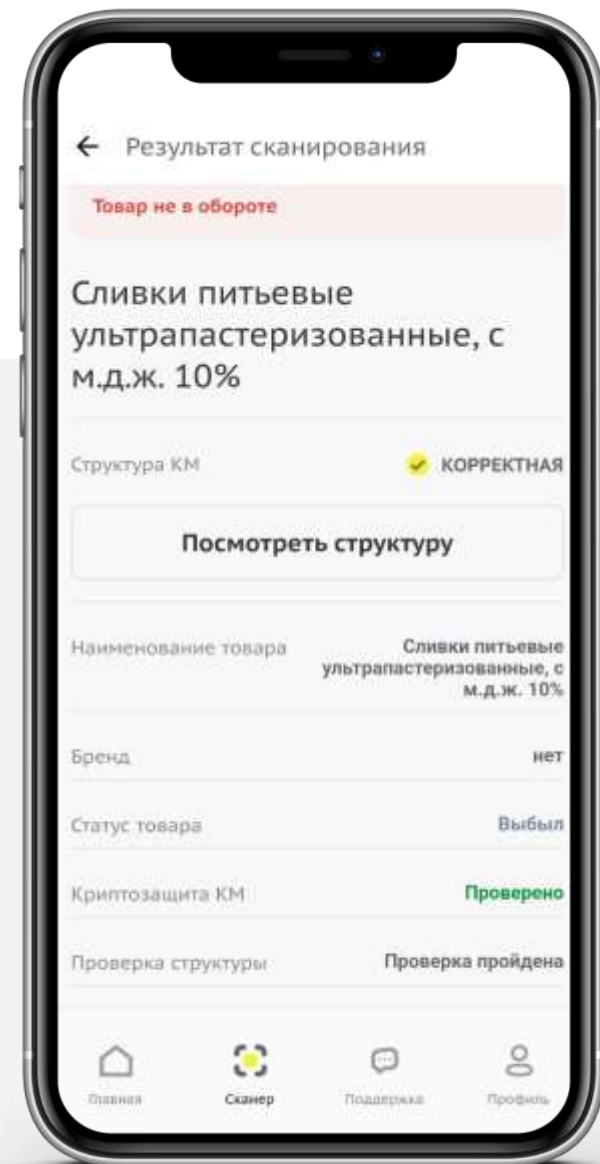 Результат сканирования
Товар не в обороте
Сливки питьевые
ультрапастеризованные, с
м.д.ж. 10%
Структура КМ
КОРРЕКТНАЯ
Посмотреть структуру
Наименование товара
Сливки питьевые
ультрапастеризованные, с
м.д.ж. 10%
Бренд
нет
Статус товара
Выбыл
Криптозащита КМ
Проверено
Проверка структуры
Проверка пройдена
Главная
Сканер
Поддержка
Профиль